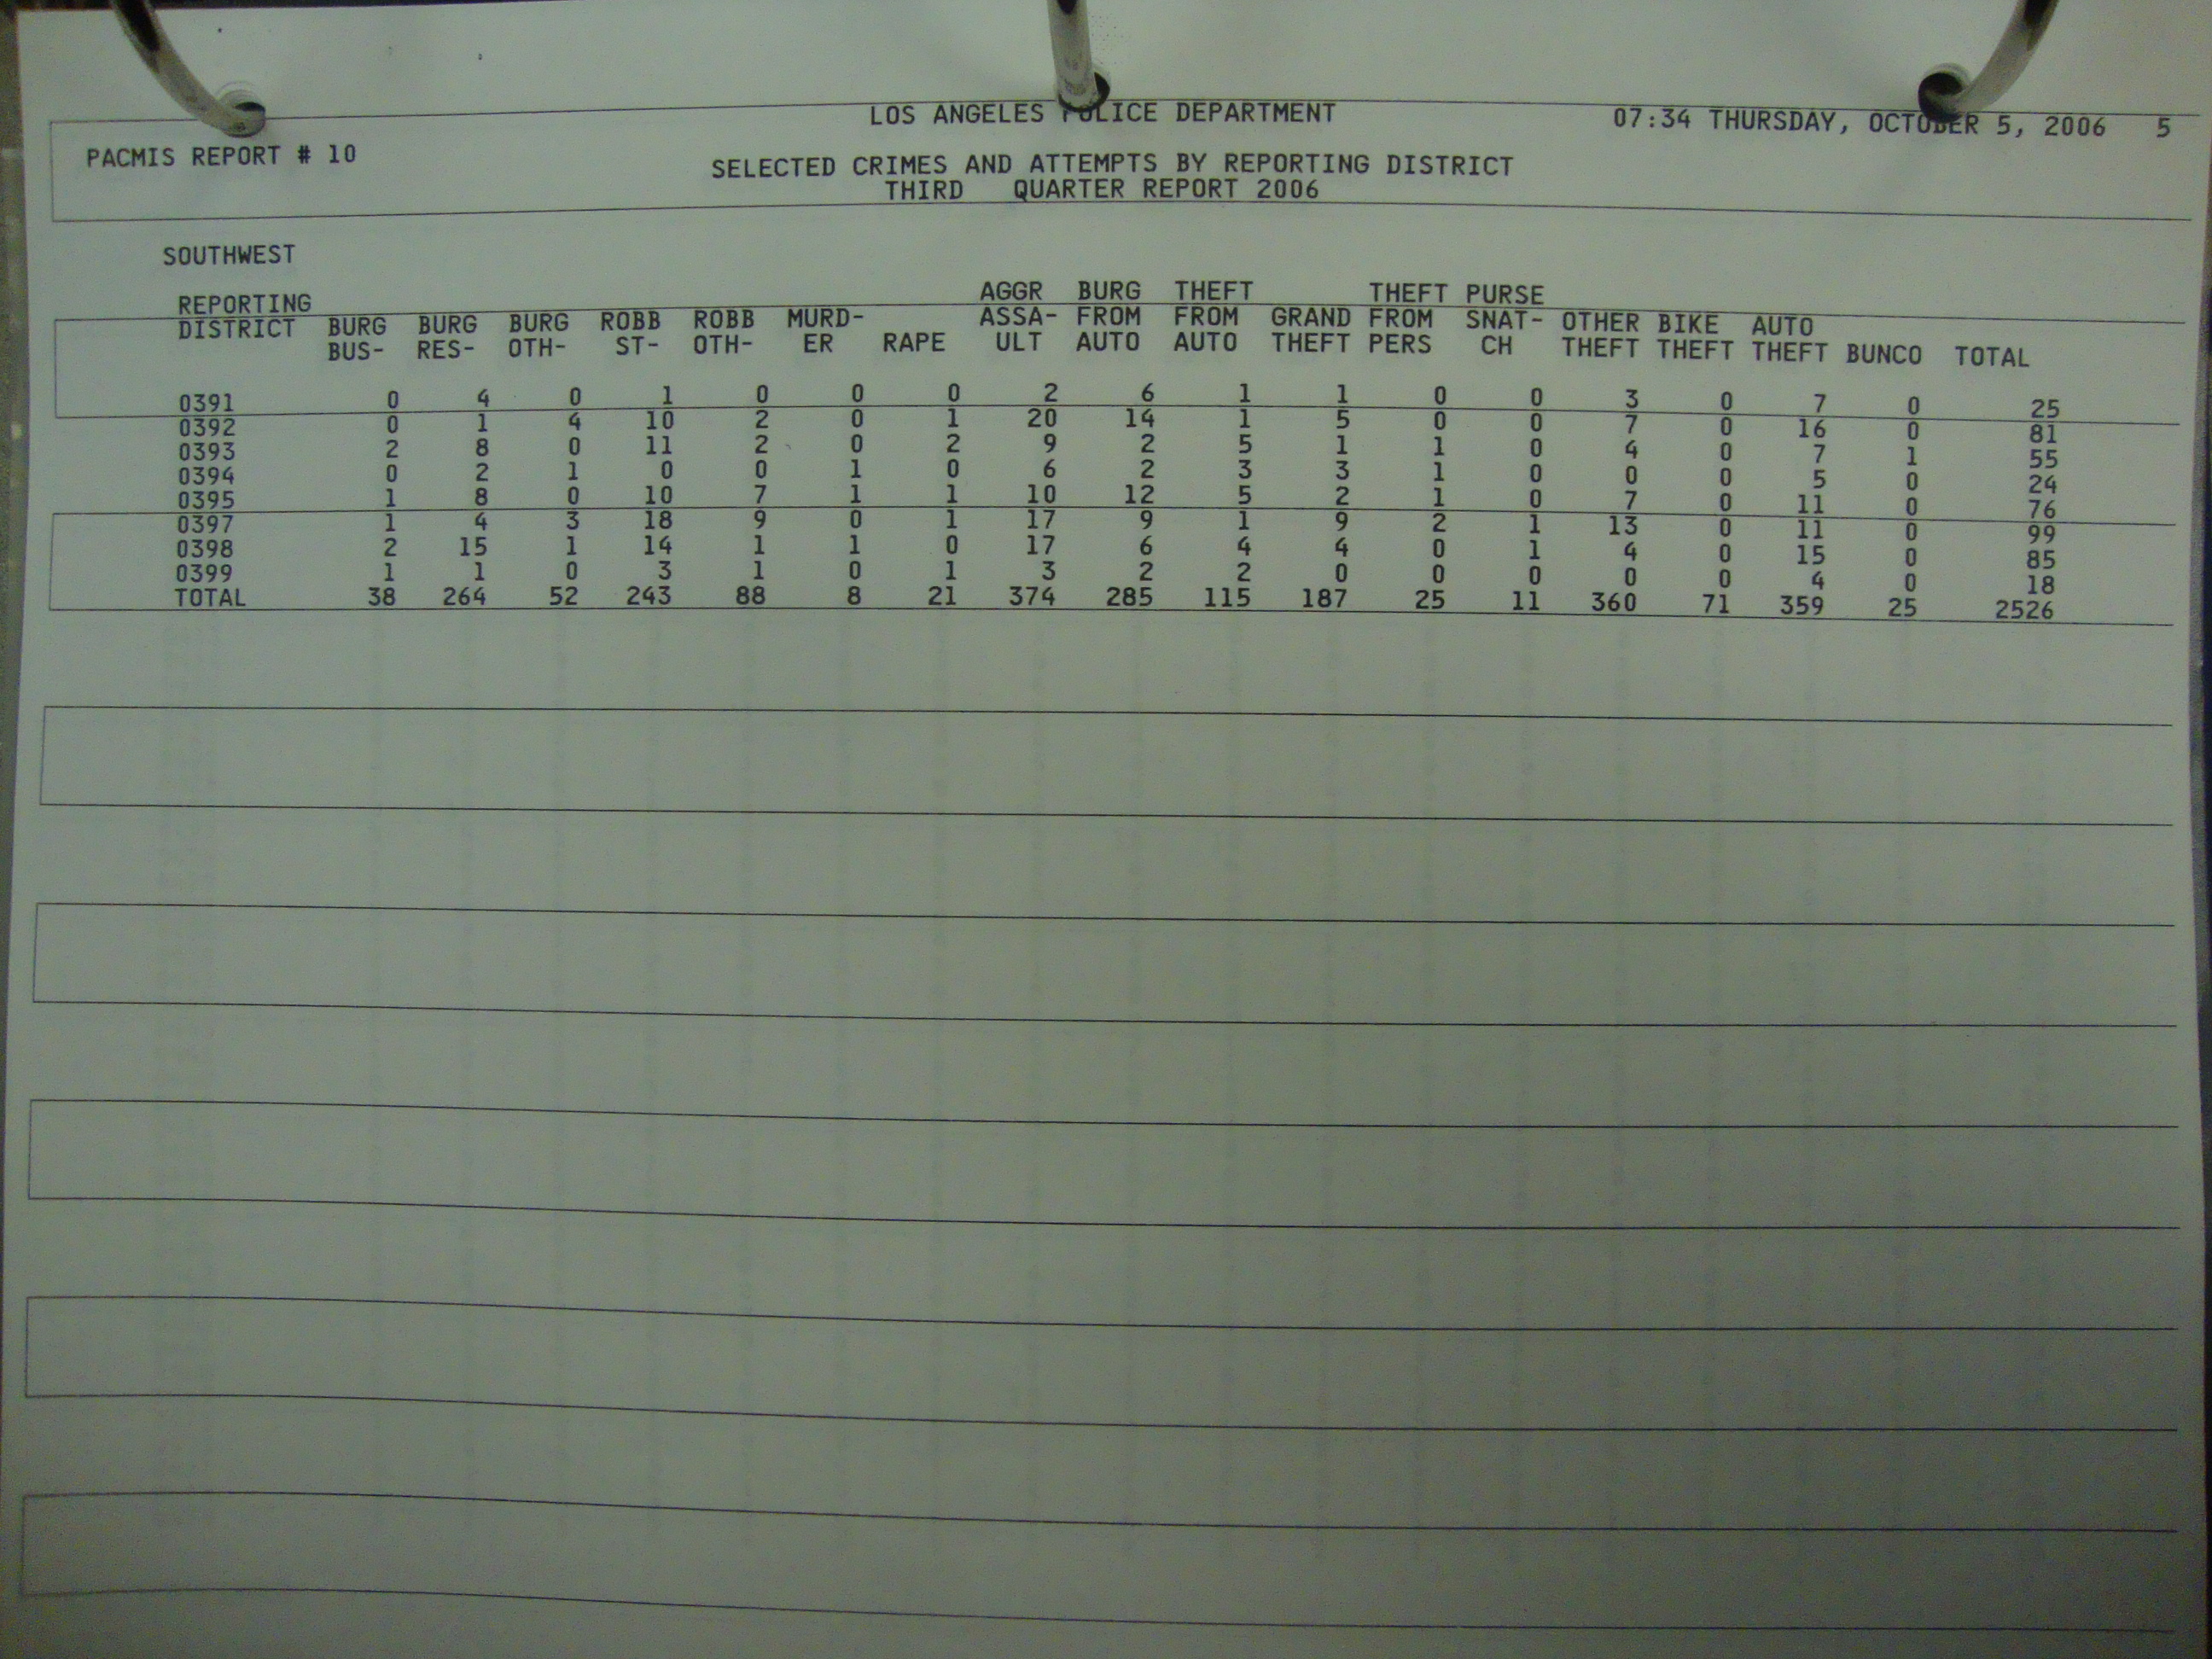 LOS ANGELES POLICE DEPARTMENT 07:34 THURSDAY, OCTOBER 5, 2006 5
PACMIS REPORT # 10
SELECTED CRIMES AND ATTEMPTS BY REPORTING DISTRICT
THIRD QUARTER REPORT 2006
SOUTHWEST
AGGR BURG THEFT THEFT PURSE
REPORTING BURG BURG BURG ROBB ROBB MURD- ASSA- FROM FROM GRAND FROM SNAT- OTHER BIKE AUTO
DISTRICT BUS- RES- OTH- ST- OTH- ER RAPE ULT AUTO AUTO THEFT PERS CH THEFT THEFT THEFT BUNCO TOTAL
0391 0 4 0 1 0 0 0 2 6 1 1 0 0 3 0 7 0 25
0392 0 1 4 10 2 0 1 20 14 1 5 0 0 7 0 16 0 81
0393 2 8 0 11 2 0 2 9 2 5 1 1 0 4 0 7 1 55
0394 0 2 1 0 0 1 0 6 2 3 3 1 0 0 0 5 0 24
0395 1 8 0 10 7 1 1 10 12 5 2 1 0 7 0 11 0 76
0397 1 4 3 18 9 0 1 17 9 1 9 2 1 13 0 11 0 99
0398 2 15 1 14 1 1 0 17 6 4 4 0 1 4 0 15 0 85
0399 1 1 0 3 1 0 1 3 2 2 0 0 0 0 0 4 0 18
TOTAL 38 264 52 243 88 8 21 374 285 115 187 25 11 360 71 359 25 2526